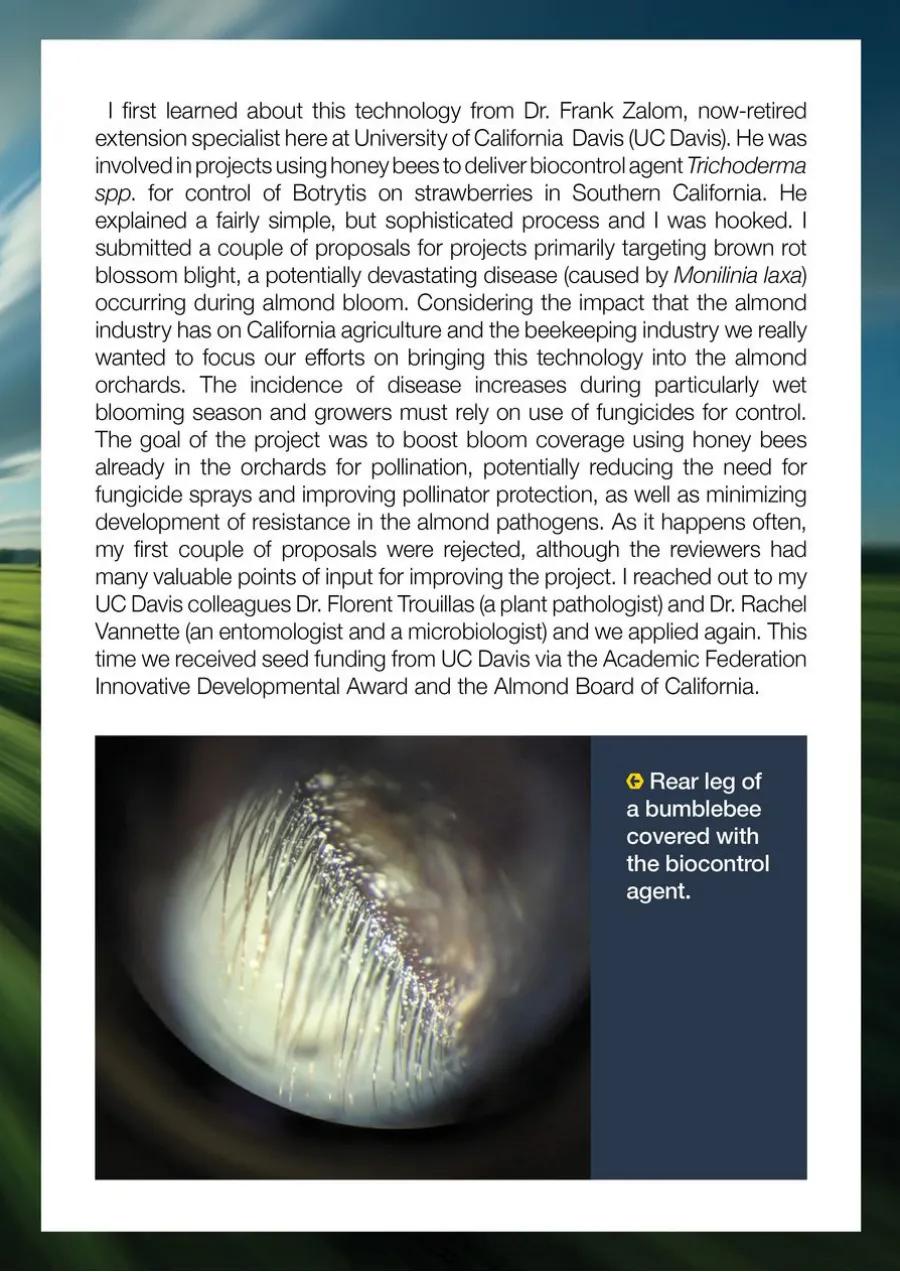 I first learned about this technology from Dr. Frank Zalom, now-retired
extension specialist here at University of California Davis (UC Davis). He was
involved in projects using honey bees to deliver biocontrol agent Trichoderma
spp. for control of Botrytis on strawberries in Southern California. He
explained a fairly simple, but sophisticated process and I was hooked. I
submitted a couple of proposals for projects primarily targeting brown rot
blossom blight, a potentially devastating disease (caused by Monilinia laxa)
occurring during almond bloom. Considering the impact that the almond
industry has on California agriculture and the beekeeping industry we really
wanted to focus our efforts on bringing this technology into the almond
orchards. The incidence of disease increases during particularly wet
blooming season and growers must rely on use of fungicides for control.
The goal of the project was to boost bloom coverage using honey bees
already in the orchards for pollination, potentially reducing the need for
fungicide sprays and improving pollinator protection, as well as minimizing
development of resistance in the almond pathogens. As it happens often,
my first couple of proposals were rejected, although the reviewers had
many valuable points of input for improving the project. I reached out to my
UC Davis colleagues Dr. Florent Trouillas (a plant pathologist) and Dr. Rachel
Vannette (an entomologist and a microbiologist) and we applied again. This
time we received seed funding from UC Davis via the Academic Federation
Innovative Developmental Award and the Almond Board of California.
Rear leg of
a bumblebee
covered with
the biocontrol
agent.